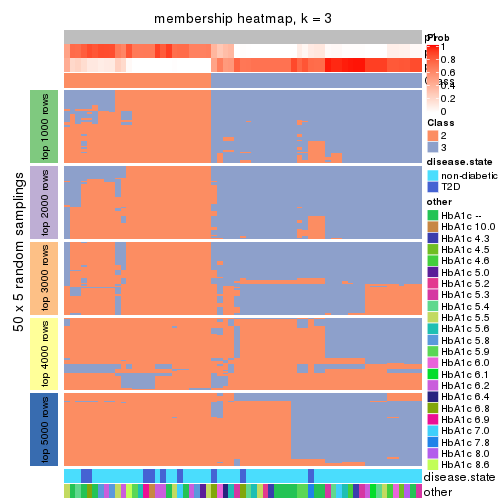 membership heatmap, k = 3
50 x 5 random samplings
top 1000 rows
top 2000 rows
top 3000 rows
top 4000 rows
top 5000 rows
disease.state
other
Prob
1
0.8
0.6
0.4
0.2
0
Class
2
3
disease.state
non-diabetic
T2D
other
HbA1c --
HbA1c 10.0
HbA1c 4.3
HbA1c 4.5
HbA1c 4.6
HbA1c 5.0
HbA1c 5.2
HbA1c 5.3
HbA1c 5.4
HbA1c 5.5
HbA1c 5.6
HbA1c 5.8
HbA1c 5.9
HbA1c 6.0
HbA1c 6.1
HbA1c 6.2
HbA1c 6.4
HbA1c 6.8
HbA1c 6.9
HbA1c 7.0
HbA1c 7.8
HbA1c 8.0
HbA1c 8.6